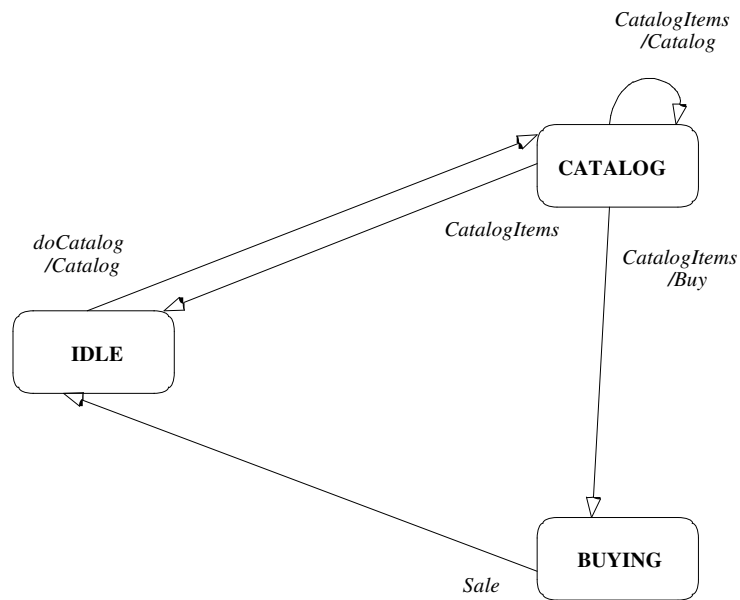 CatalogItems
/Catalog
CATALOG
CatalogItems
doCatalog
/Catalog
CatalogItems
/Buy
IDLE
BUYING
Sale